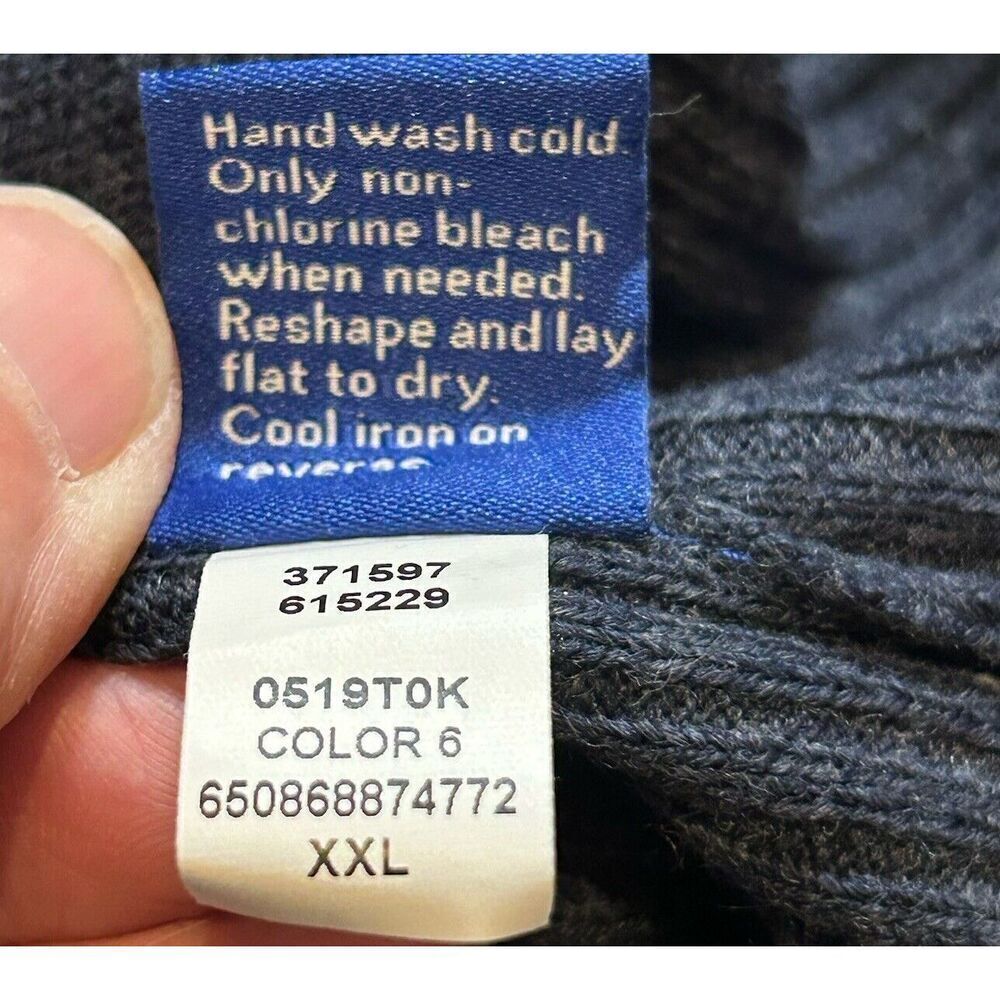 Hand wash cold.
Only non-
chlorine bleach
when needed.
Reshape and lay
flat to dry.
Cool iron on
reverse
371597
615229
0519T0K
COLOR 6
650868874772
XXL